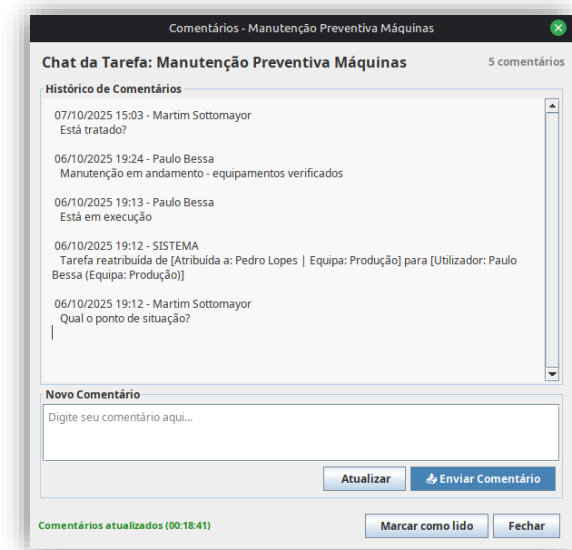 Comentários - Manutenção Preventiva Máquinas
Chat da Tarefa: Manutenção Preventiva Máquinas
5 comentários
Histórico de Comentários
07/10/2025 15:03 - Martim Sottomayor
Está tratado?
06/10/2025 19:24 - Paulo Bessa
Manutenção em andamento - equipamentos verificados
06/10/2025 19:13 - Paulo Bessa
Está em execução
06/10/2025 19:12 - SISTEMA
Tarefa reatribuída de [Atribuída a: Pedro Lopes | Equipa: Produção] para [Utilizador: Paulo
Bessa (Equipa: Produção)]
06/10/2025 19:12 - Martim Sottomayor
Qual o ponto de situação?
Novo Comentário
Digite seu comentário aqui...
Atualizar
Enviar Comentário
Comentários atualizados (00:18:41)
Marcar como lido
Fechar